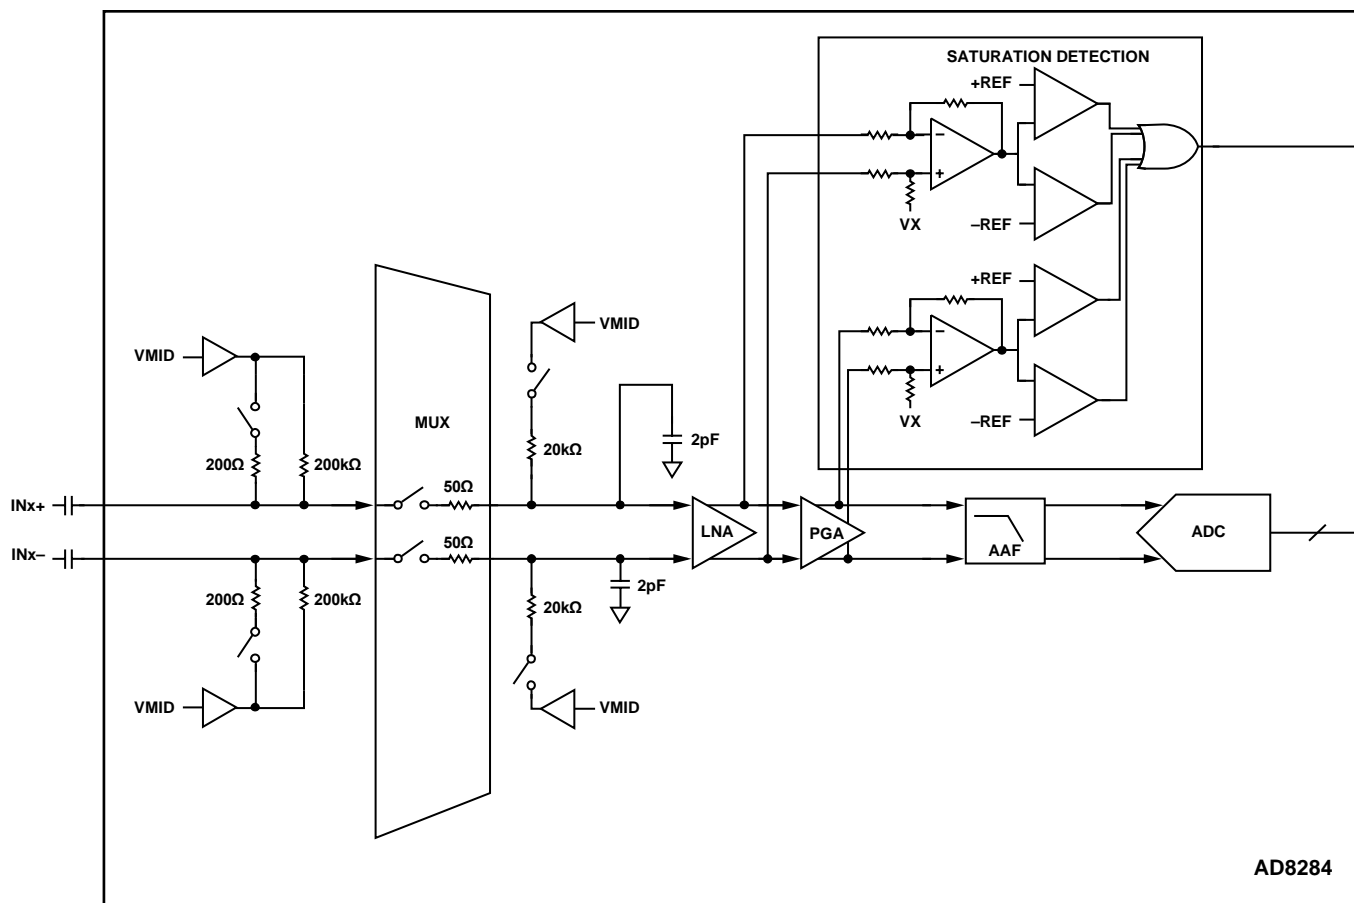 SATURATION DETECTION
+REF
−
+
VX
–REF
+REF
−
+
VX
–REF
VMID
VMID
MUX
2pF
200Ω
200kΩ
20kΩ
50Ω
INx+
LNA
PGA
AAF
ADC
50Ω
INx–
200Ω
200kΩ
20kΩ
2pF
VMID
VMID
AD8284